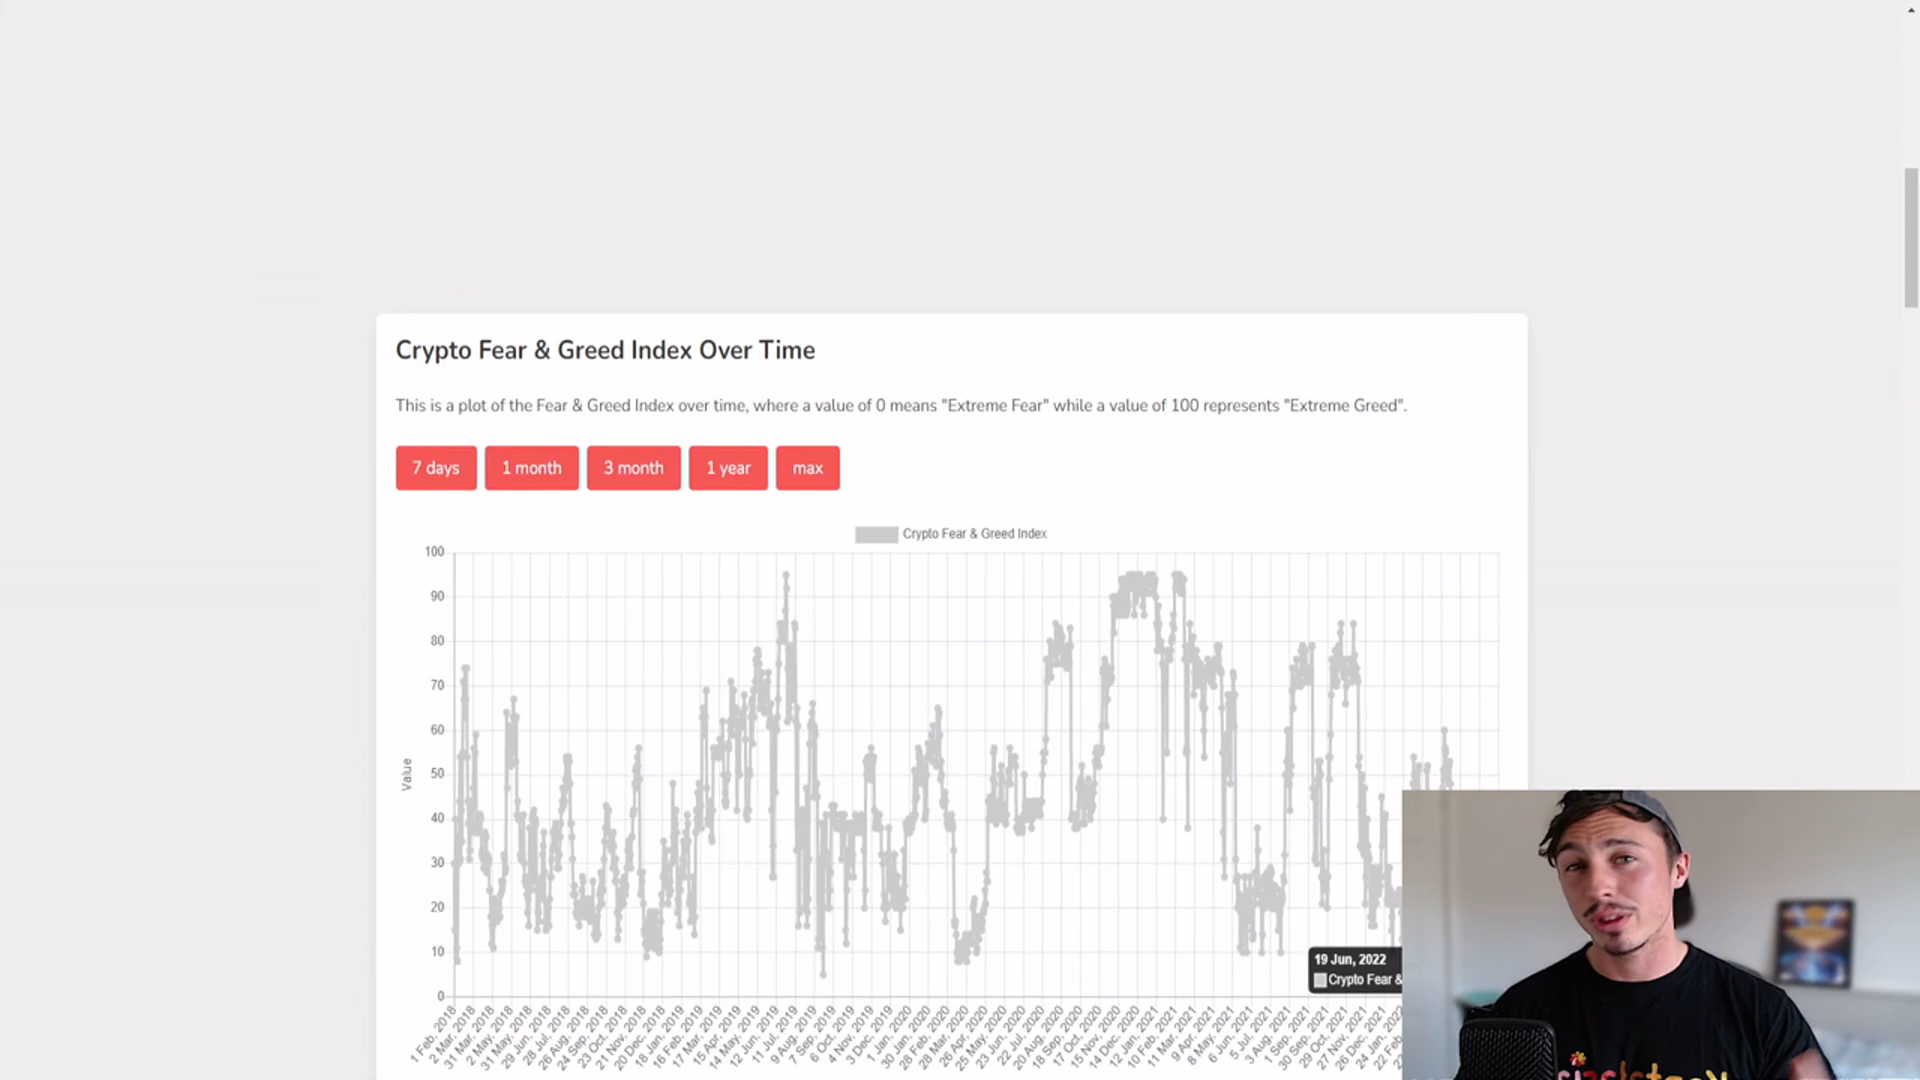 Crypto Fear & Greed Index Over Time
This is a plot of the Fear & Greed Index over time, where a value of 0 means "Extreme Fear" while a value of 100 represents "Extreme Greed".
7 days 1 month 3 month 1 year max
Crypto Fear & Greed Index
100
90
80
70
60
50
40
30
20
10
0
Value
19 Jun, 2022
Crypto Fear &
1 Feb, 2018
2 Mar, 2018
31 Mar, 2018
2 May, 2018
31 May, 2018
29 Jun, 2018
28 Jul, 2018
26 Aug, 2018
24 Sep, 2018
23 Oct, 2018
21 Nov, 2018
20 Dec, 2018
18 Jan, 2019
16 Feb, 2019
17 Mar, 2019
15 Apr, 2019
14 May, 2019
12 Jun, 2019
11 Jul, 2019
9 Aug, 2019
7 Sep, 2019
6 Oct, 2019
4 Nov, 2019
3 Dec, 2019
1 Jan, 2020
30 Jan, 2020
28 Feb, 2020
28 Mar, 2020
26 Apr, 2020
25 May, 2020
23 Jun, 2020
22 Jul, 2020
20 Aug, 2020
18 Sep, 2020
17 Oct, 2020
15 Nov, 2020
14 Dec, 2020
12 Jan, 2021
10 Feb, 2021
11 Mar, 2021
9 Apr, 2021
8 May, 2021
6 Jun, 2021
5 Jul, 2021
3 Aug, 2021
1 Sep, 2021
30 Sep, 2021
29 Oct, 2021
27 Nov, 2021
26 Dec, 2021
24 Jan, 2022
22 Feb,